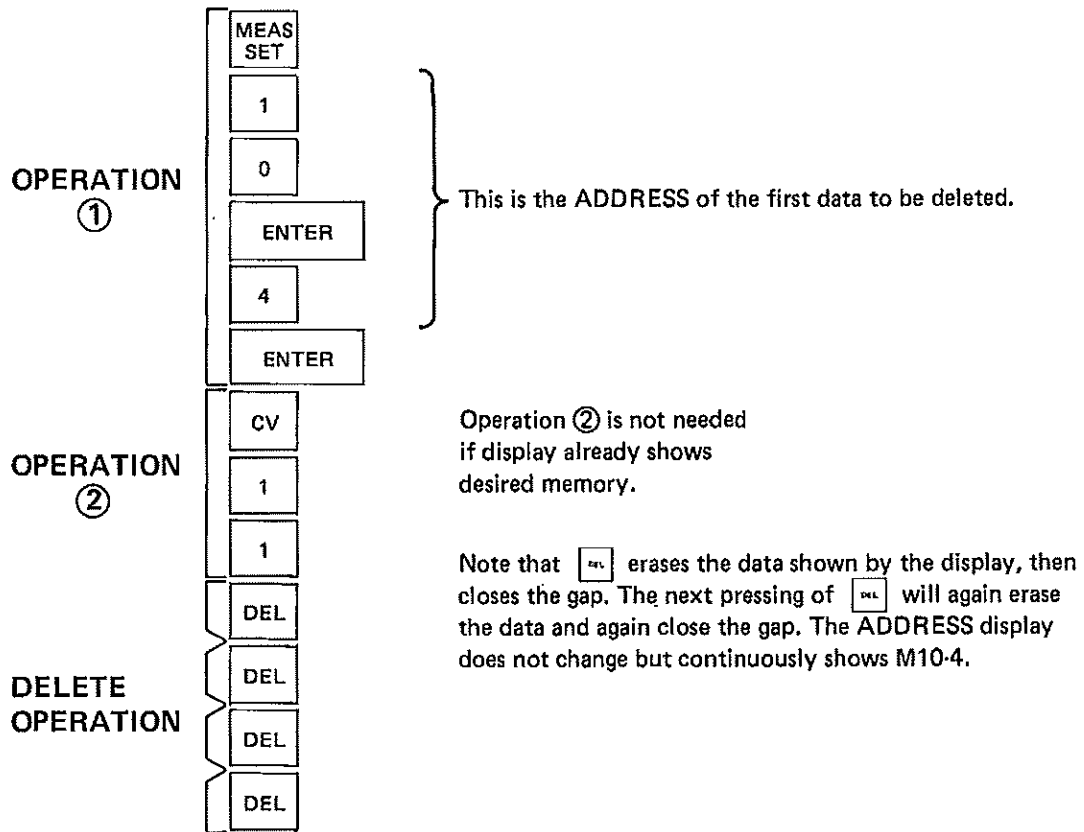 MEAS
SET
1
0
OPERATION
①
ENTER
4
ENTER
This is the ADDRESS of the first data to be deleted.
CV
OPERATION
②
1
1
Operation ② is not needed
if display already shows
desired memory.
DEL
DELETE
OPERATION
DEL
DEL
DEL
Note that DEL erases the data shown by the display, then
closes the gap. The next pressing of DEL will again erase
the data and again close the gap. The ADDRESS display
does not change but continuously shows M10-4.